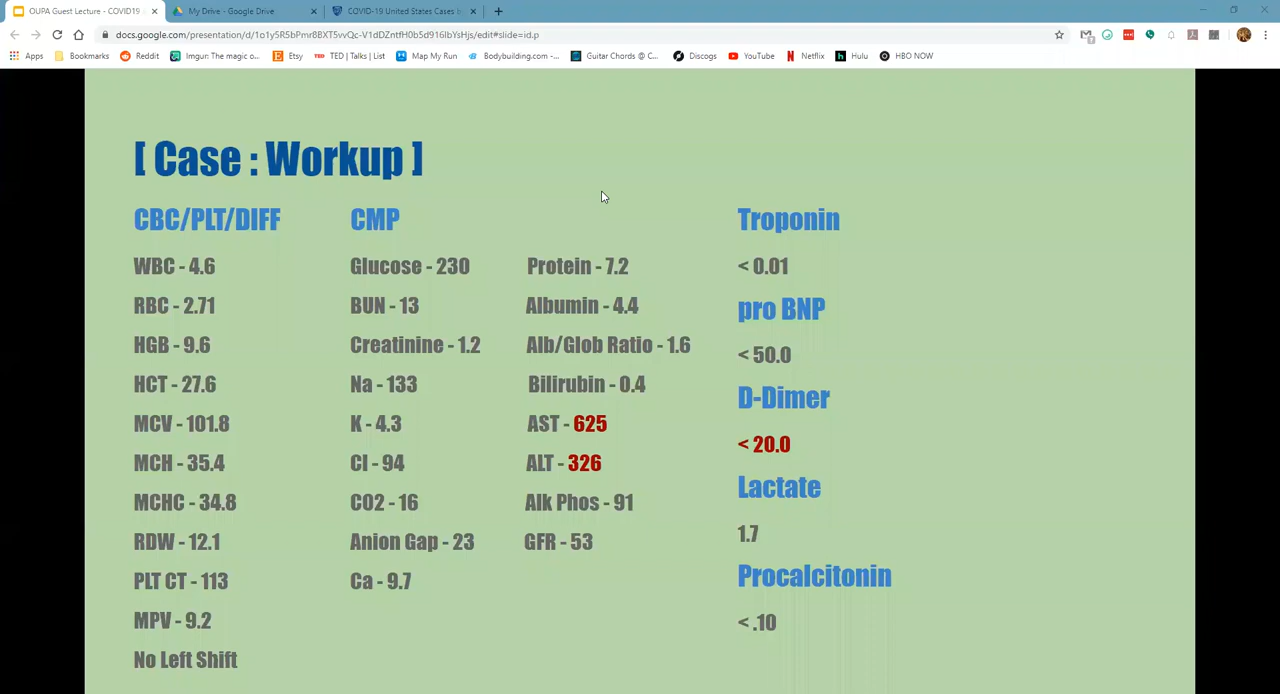 OUPA Guest Lecture - COVID19
My Drive - Google Drive
COVID-19 United States Cases b
docs.google.com/presentation/d/1o1y5R5bPmr8BXT5vvQc-V1dDZntfH0b5d916IbYsHjs/edit#slide=id.p
Apps Bookmarks Reddit Imgur: The magic o... Etsy TED | Talks | List Map My Run Bodybuilding.com -... Guitar Chords @ C... Discogs YouTube Netflix Hulu HBO NOW
[ Case : Workup ]
CBC/PLT/DIFF
WBC - 4.6
RBC - 2.71
HGB - 9.6
HCT - 27.6
MCV - 101.8
MCH - 35.4
MCHC - 34.8
RDW - 12.1
PLT CT - 113
MPV - 9.2
No Left Shift
CMP
Glucose - 230
BUN - 13
Creatinine - 1.2
Na - 133
K - 4.3
Cl - 94
CO2 - 16
Anion Gap - 23
Ca - 9.7
Protein - 7.2
Albumin - 4.4
Alb/Glob Ratio - 1.6
Bilirubin - 0.4
AST - 625
ALT - 326
Alk Phos - 91
GFR - 53
Troponin
< 0.01
pro BNP
< 50.0
D-Dimer
< 20.0
Lactate
1.7
Procalcitonin
< .10